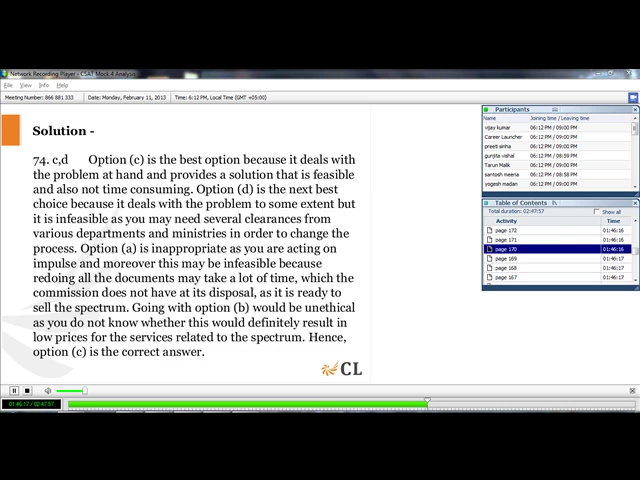 Network Recording Player - CSAT Mock 4 Analysis
File View Info Help
Meeting Number: 866 881 333 Date: Monday, February 11, 2013 Time: 6:12 PM, Local Time (GMT +05:00)
Solution -
74. c,d Option (c) is the best option because it deals with
the problem at hand and provides a solution that is feasible
and also not time consuming. Option (d) is the next best
choice because it deals with the problem to some extent but
it is infeasible as you may need several clearances from
various departments and ministries in order to change the
process. Option (a) is inappropriate as you are acting on
impulse and moreover this may be infeasible because
redoing all the documents may take a lot of time, which the
commission does not have at its disposal, as it is ready to
sell the spectrum. Going with option (b) would be unethical
as you do not know whether this would definitely result in
low prices for the services related to the spectrum. Hence,
option (c) is the correct answer.
CL
Participants
Name Joining time / Leaving time
vijay kumar 06:12 PM / 09:00 PM
Career Launcher 06:12 PM / 09:00 PM
preeti sinha 06:12 PM / 09:00 PM
gunjita vishal 06:12 PM / 08:59 PM
Tarun Malik 06:12 PM / 09:00 PM
santosh meena 06:12 PM / 08:58 PM
yogesh madan 06:12 PM / 09:00 PM
Table of Contents
Total duration: 02:47:57 Show all
Activity Time
page 172 01:46:16
page 171 01:46:16
page 170 01:46:16
page 169 01:46:17
page 168 01:46:17
page 167 01:46:17
01:46:17 / 02:47:57